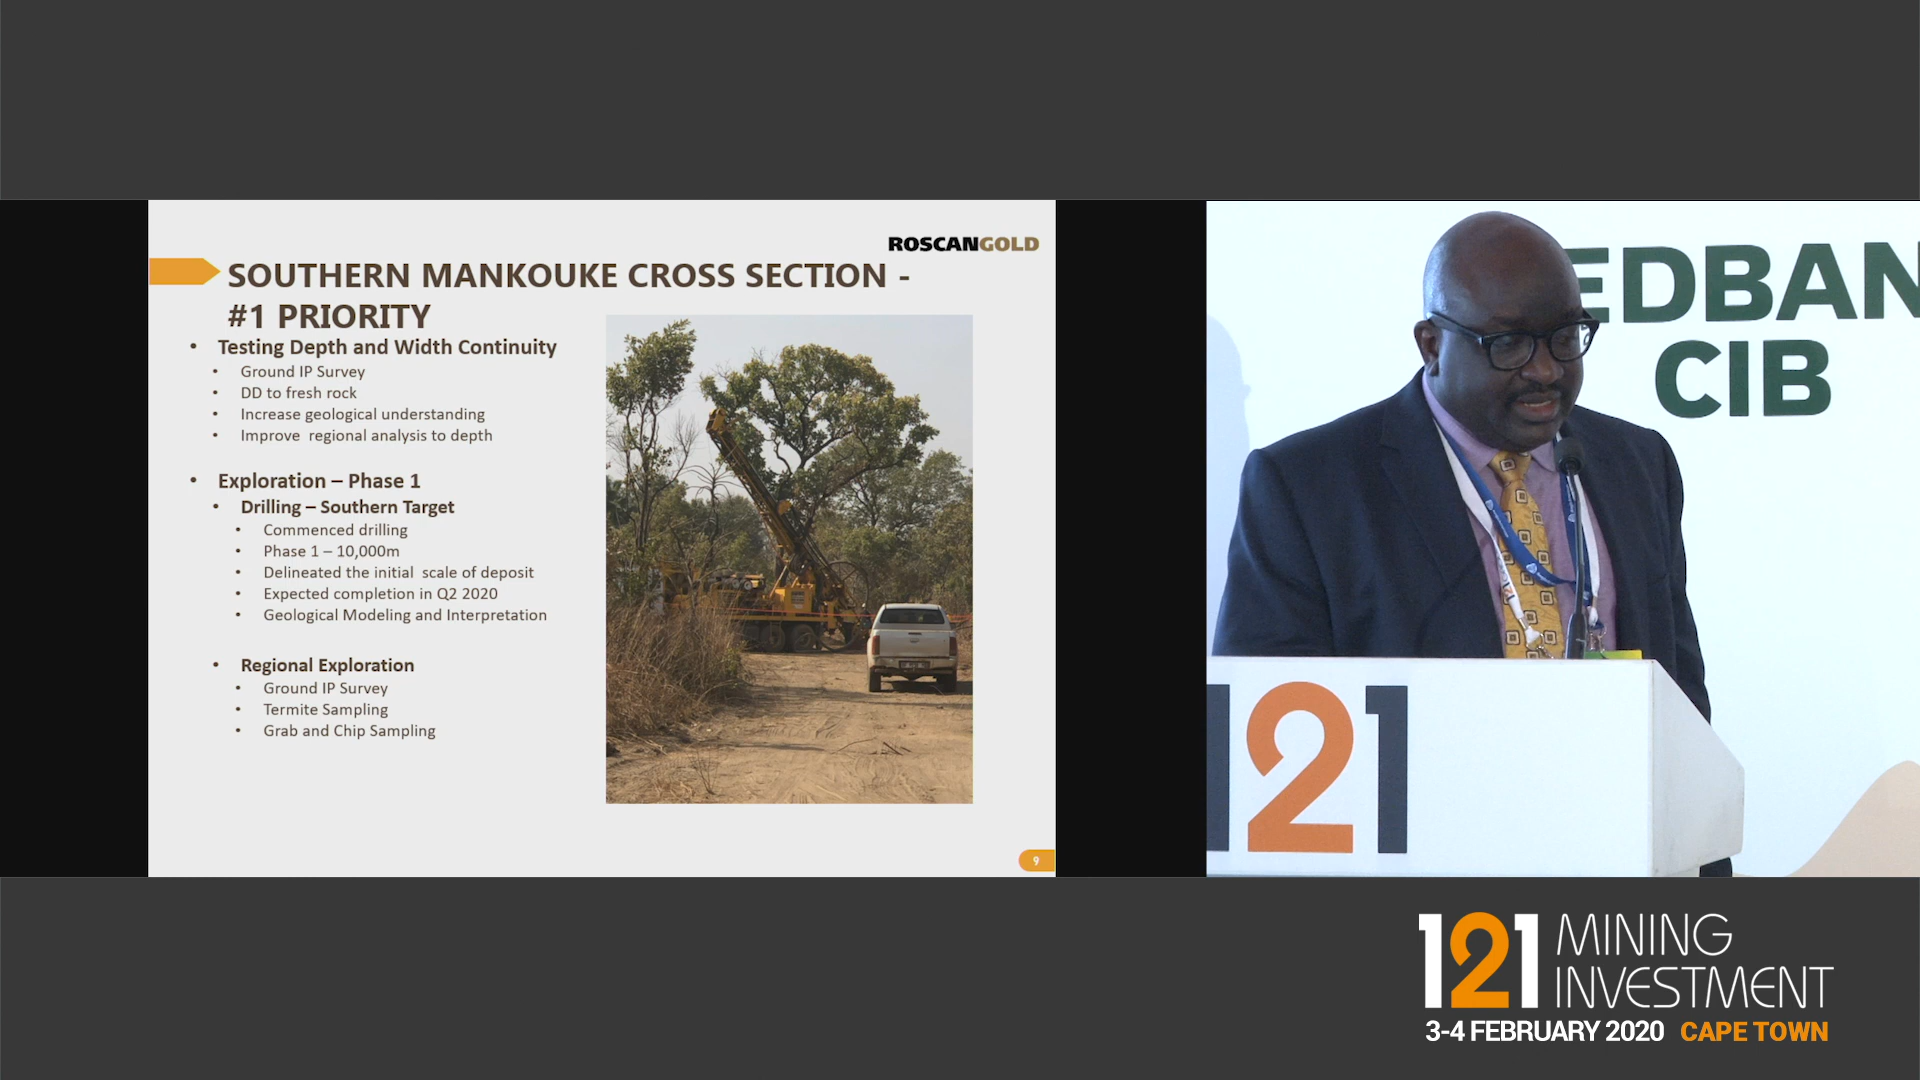 ROSCANGOLD
SOUTHERN MANKOUKE CROSS SECTION -
#1 PRIORITY
• Testing Depth and Width Continuity
• Ground IP Survey
• DD to fresh rock
• Increase geological understanding
• Improve regional analysis to depth
• Exploration – Phase 1
• Drilling – Southern Target
• Commenced drilling
• Phase 1 – 10,000m
• Delineated the initial scale of deposit
• Expected completion in Q2 2020
• Geological Modeling and Interpretation
• Regional Exploration
• Ground IP Survey
• Termite Sampling
• Grab and Chip Sampling
9
EDBAN
CIB
121
121 MINING
INVESTMENT
3-4 FEBRUARY 2020 CAPE TOWN